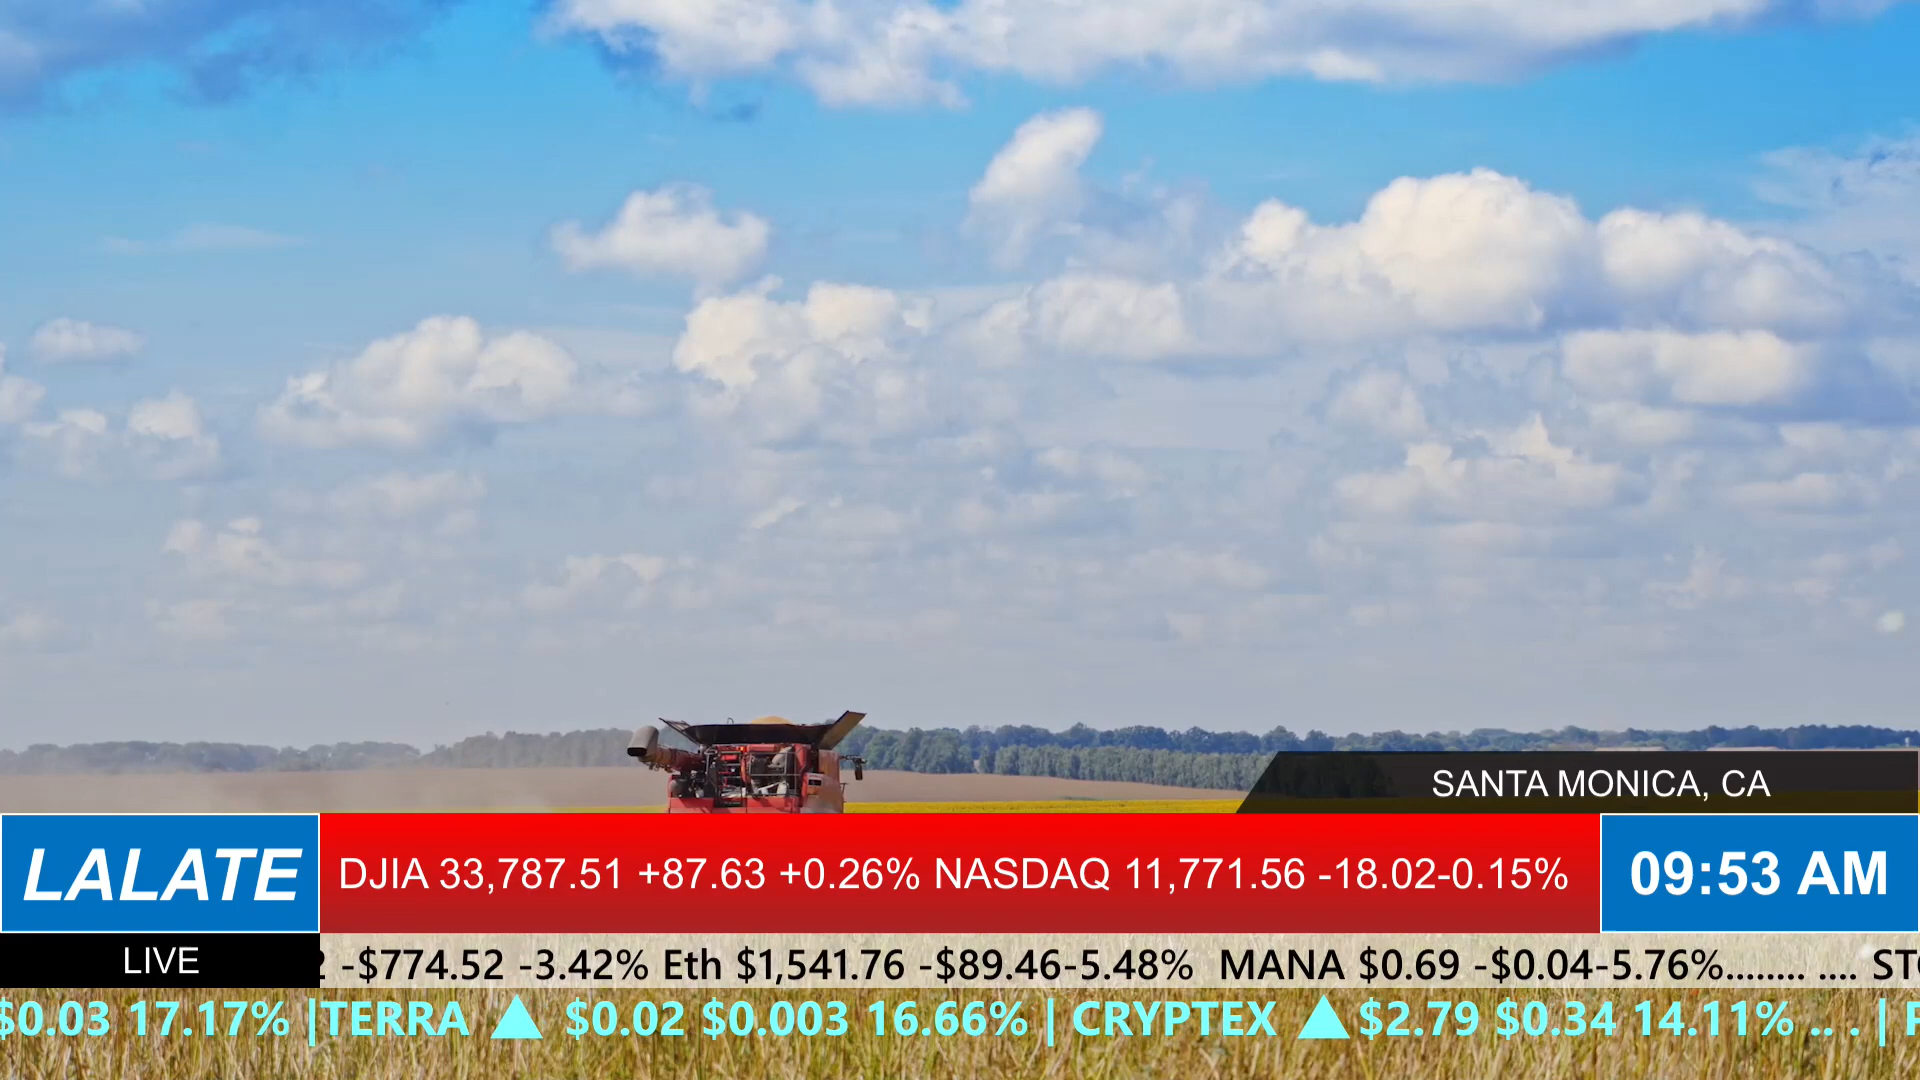 SANTA MONICA, CA
LALATE
DJIA 33,787.51 +87.63 +0.26% NASDAQ 11,771.56 -18.02-0.15%
09:53 AM
LIVE
-$774.52 -3.42% Eth $1,541.76 -$89.46-5.48% MANA $0.69 -$0.04-5.76%........ ....
$0.03 17.17% |TERRA ▲ $0.02 $0.003 16.66% | CRYPTEX ▲$2.79 $0.34 14.11% .. . |